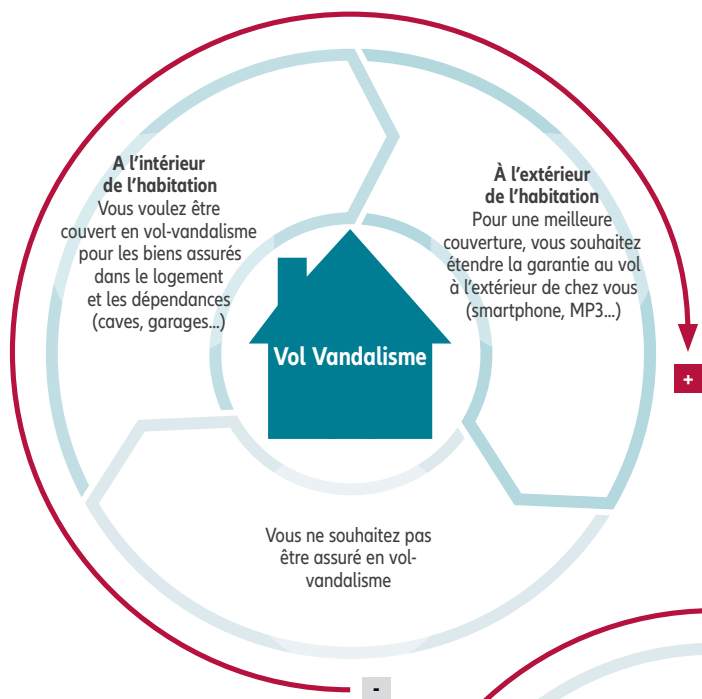 A l’intérieur
de l’habitation
Vous voulez être
couvert en vol-vandalisme
pour les biens assurés
dans le logement
et les dépendances
(caves, garages...)
À l’extérieur
de l’habitation
Pour une meilleure
couverture, vous souhaitez
étendre la garantie au vol
à l’extérieur de chez vous
(smartphone, MP3...)
Vol Vandalisme
+
Vous ne souhaitez pas
être assuré en vol-
vandalisme
-